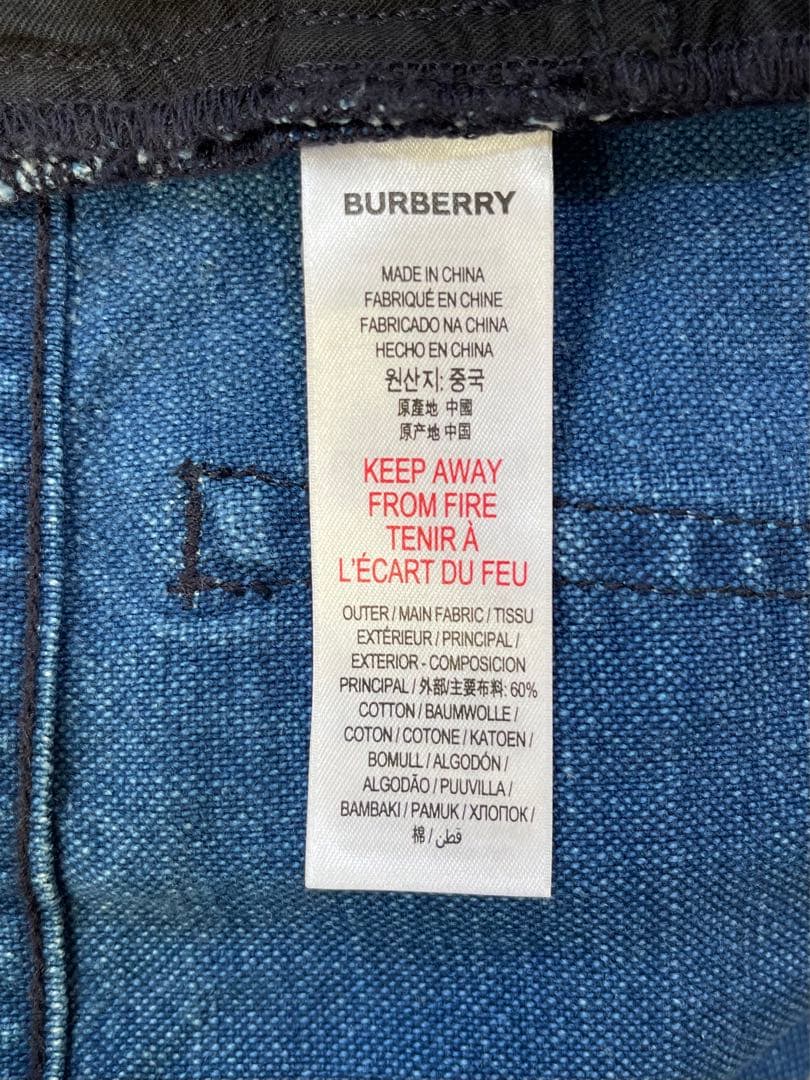 BURBERRY
MADE IN CHINA
FABRIQUÉ EN CHINE
FABRICADO NA CHINA
HECHO EN CHINA
원산지: 중국
原產地 中國
原产地 中国
KEEP AWAY
FROM FIRE
TENIR À
L'ÉCART DU FEU
OUTER / MAIN FABRIC / TISSU
EXTÉRIEUR / PRINCIPAL /
EXTERIOR - COMPOSICION
PRINCIPAL / 外部/主要布料: 60%
COTTON / BAUMWOLLE /
COTON / COTONE / KATOEN /
BOMULL / ALGODÓN /
ALGODÃO / PUUVILLA /
BAMBAKI / PAMUK / ХЛОПОК /
棉 / قطن